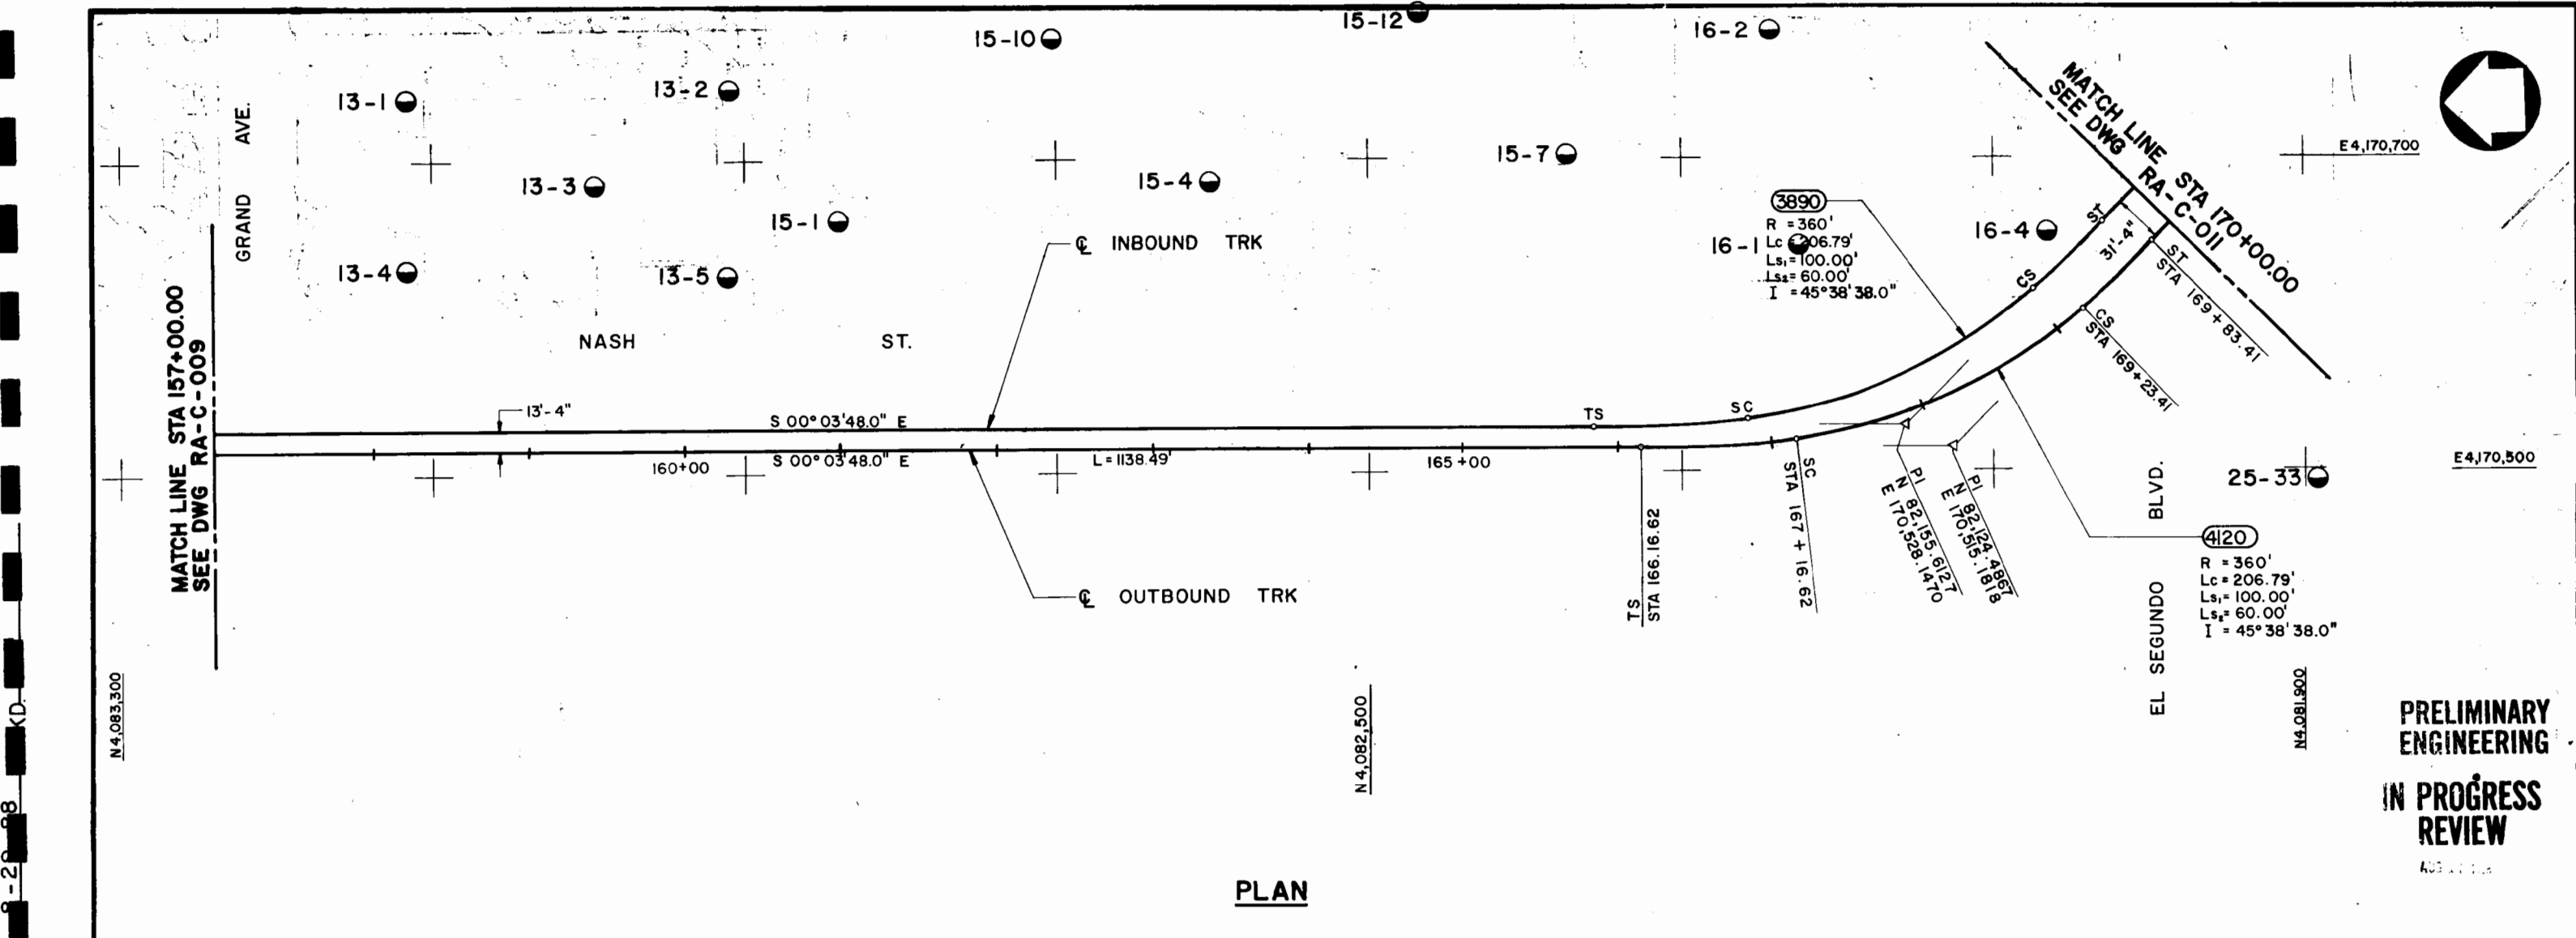 15-10
15-12
16-2
13-1
13-2
GRAND AVE.
13-3
15-4
15-7
MATCH LINE STA 170+00.00
SEE DWG RA-C-011
E4,170,700
15-1
13-4
13-5
℄ INBOUND TRK
3890
R = 360'
16-1
Lc = 206.79'
Ls₁= 100.00'
Ls₂= 60.00'
I = 45°38'38.0"
16-4
ST
31'-4"
CS
ST
STA 169+83.41
CS
STA 169+23.41
NASH ST.
MATCH LINE STA 157+00.00
SEE DWG RA-C-009
13'-4"
S 00° 03'48.0" E
TS
SC
160+00
S 00° 03'48.0" E
L = 1138.49'
165+00
E4,170,500
25-33
TS
STA 166.16.62
SC
STA 167 + 16.62
PI
N 82,155.6127
E 170,528.1470
PI
N 82,124.4867
E 170,515.1818
EL SEGUNDO BLVD.
℄ OUTBOUND TRK
4120
R = 360'
Lc = 206.79'
Ls₁= 100.00'
Ls₂= 60.00'
I = 45°38'38.0"
N4,083,300
N4,082,500
N4,081,900
KD.
PRELIMINARY
ENGINEERING
IN PROGRESS
REVIEW
PLAN